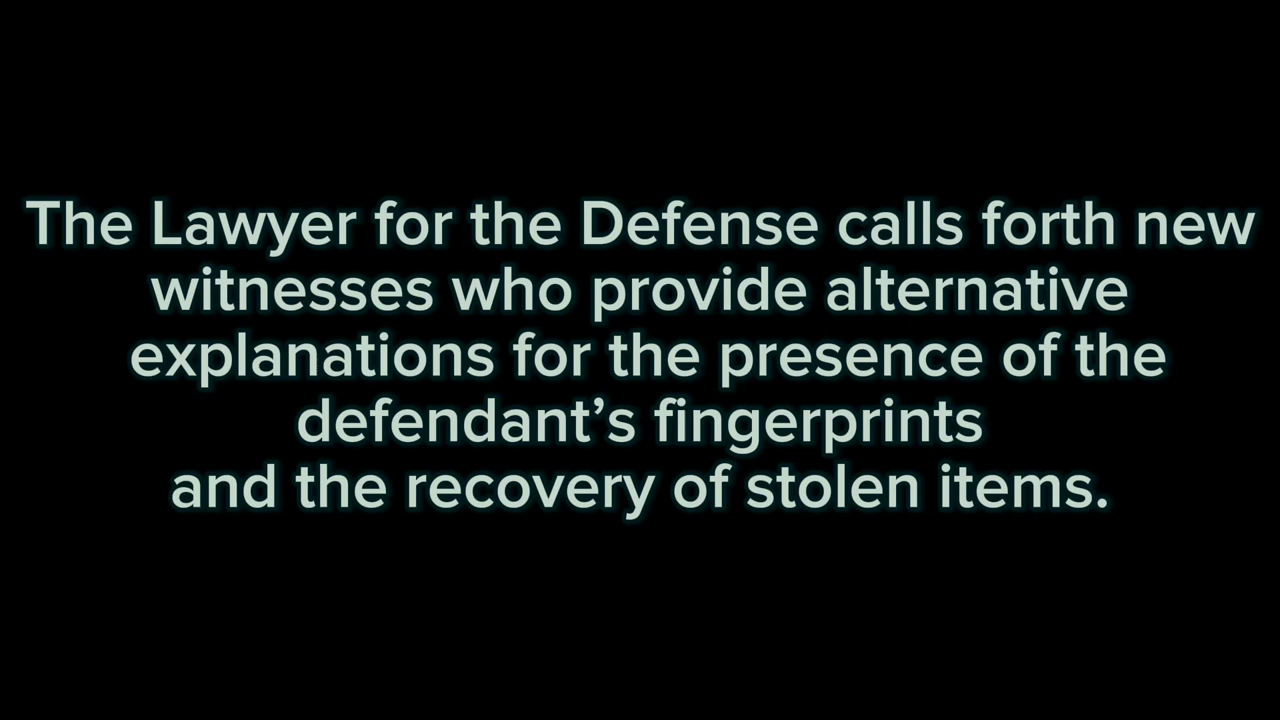 The Lawyer for the Defense calls forth new
witnesses who provide alternative
explanations for the presence of the
defendant’s fingerprints
and the recovery of stolen items.